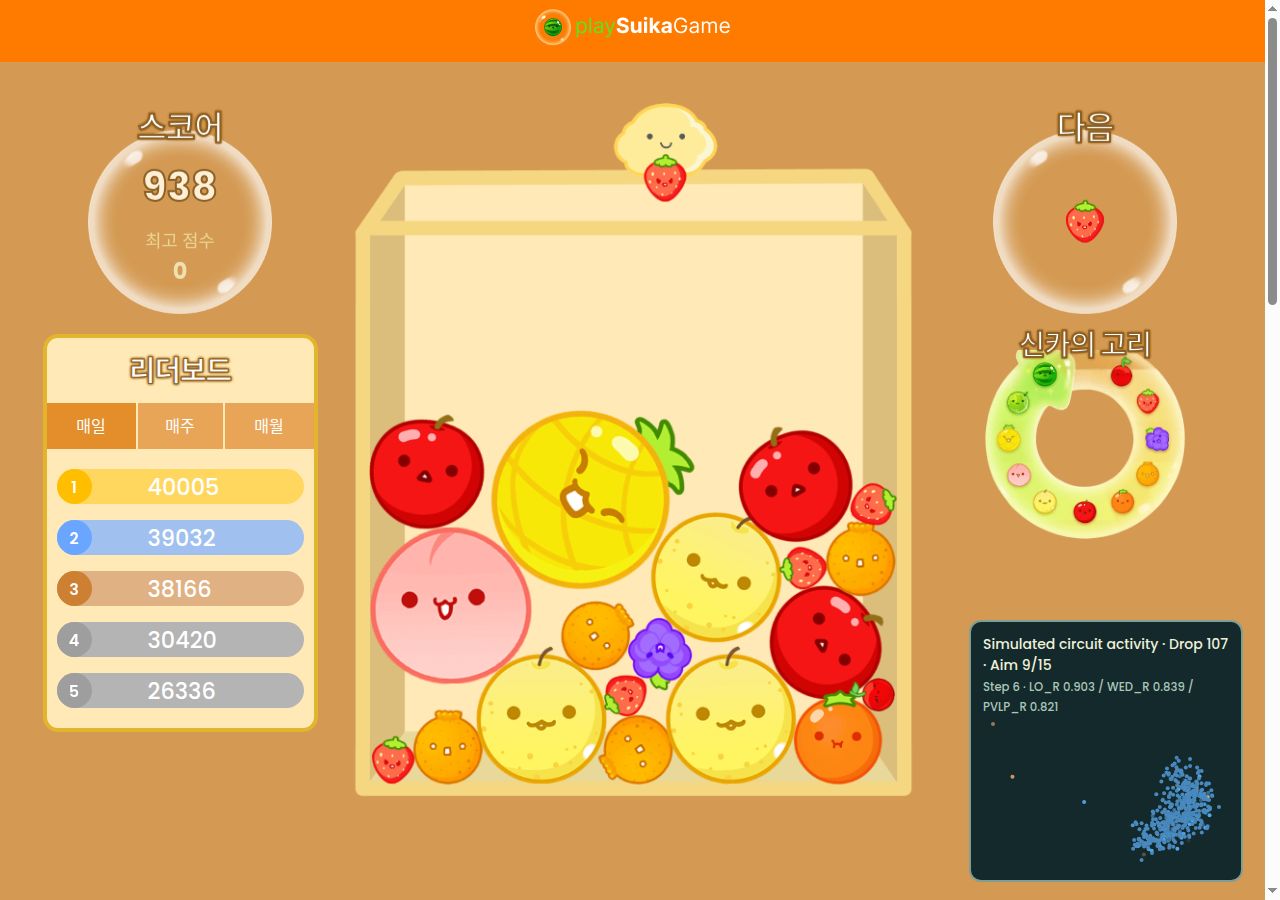 playSuikaGame
스코어
938
최고 점수
0
다음
신카의 고리
리더보드
매일 매주 매월
1 40005
2 39032
3 38166
4 30420
5 26336
Simulated circuit activity · Drop 107
· Aim 9/15
Step 6 · LO_R 0.903 / WED_R 0.839 /
PVLP_R 0.821